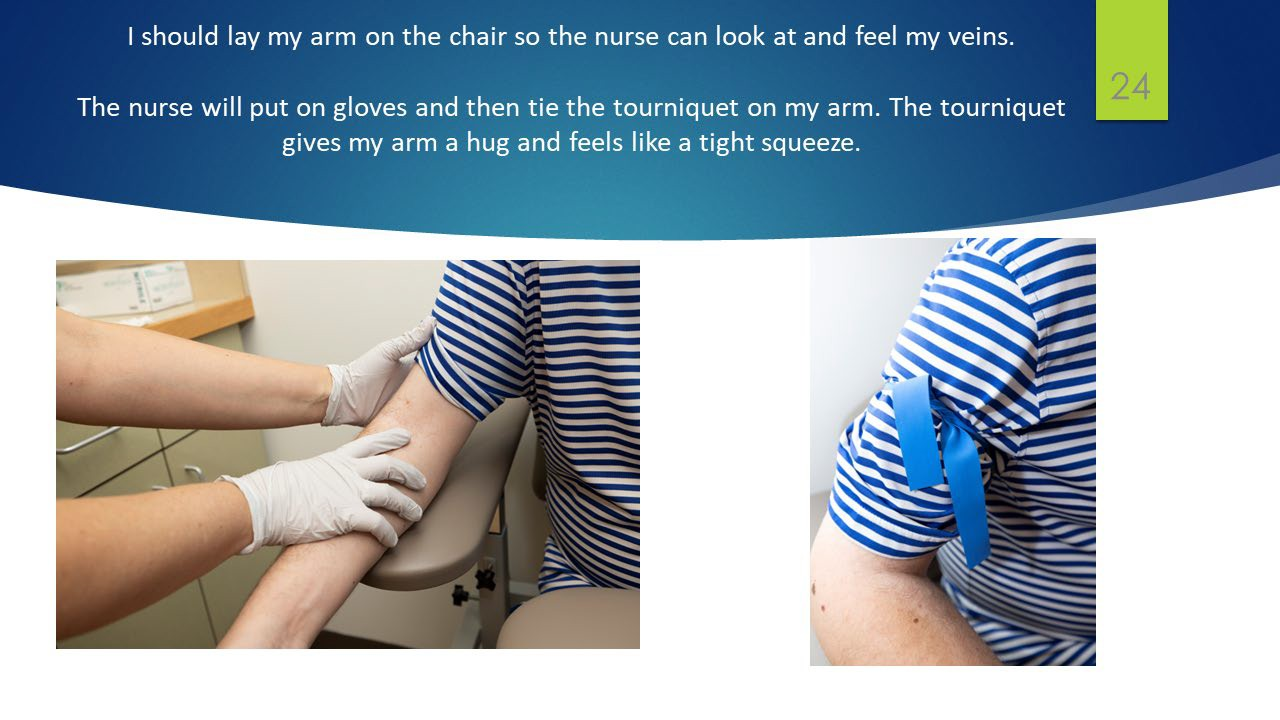 I should lay my arm on the chair so the nurse can look at and feel my veins.
24
The nurse will put on gloves and then tie the tourniquet on my arm. The tourniquet
gives my arm a hug and feels like a tight squeeze.